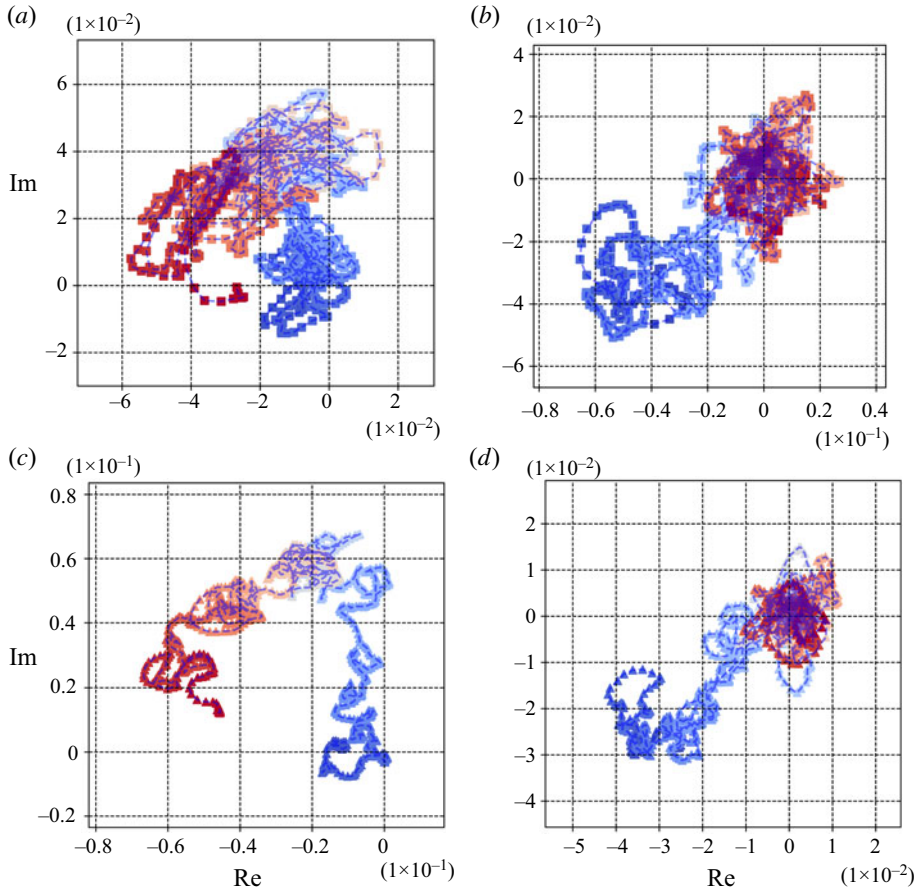 (a) (1×10⁻²)
6
4
Im
2
0
–2
–6 –4 –2 0 2
(1×10⁻²)
(b) (1×10⁻²)
4
2
0
–2
–4
–6
–0.8 –0.6 –0.4 –0.2 0 0.2 0.4
(1×10⁻¹)
(c) (1×10⁻¹)
0.8
0.6
0.4
Im
0.2
0
–0.2
–0.8 –0.6 –0.4 –0.2 0
Re (1×10⁻¹)
(d) (1×10⁻²)
2
1
0
–1
–2
–3
–4
–5 –4 –3 –2 –1 0 1 2
Re (1×10⁻²)